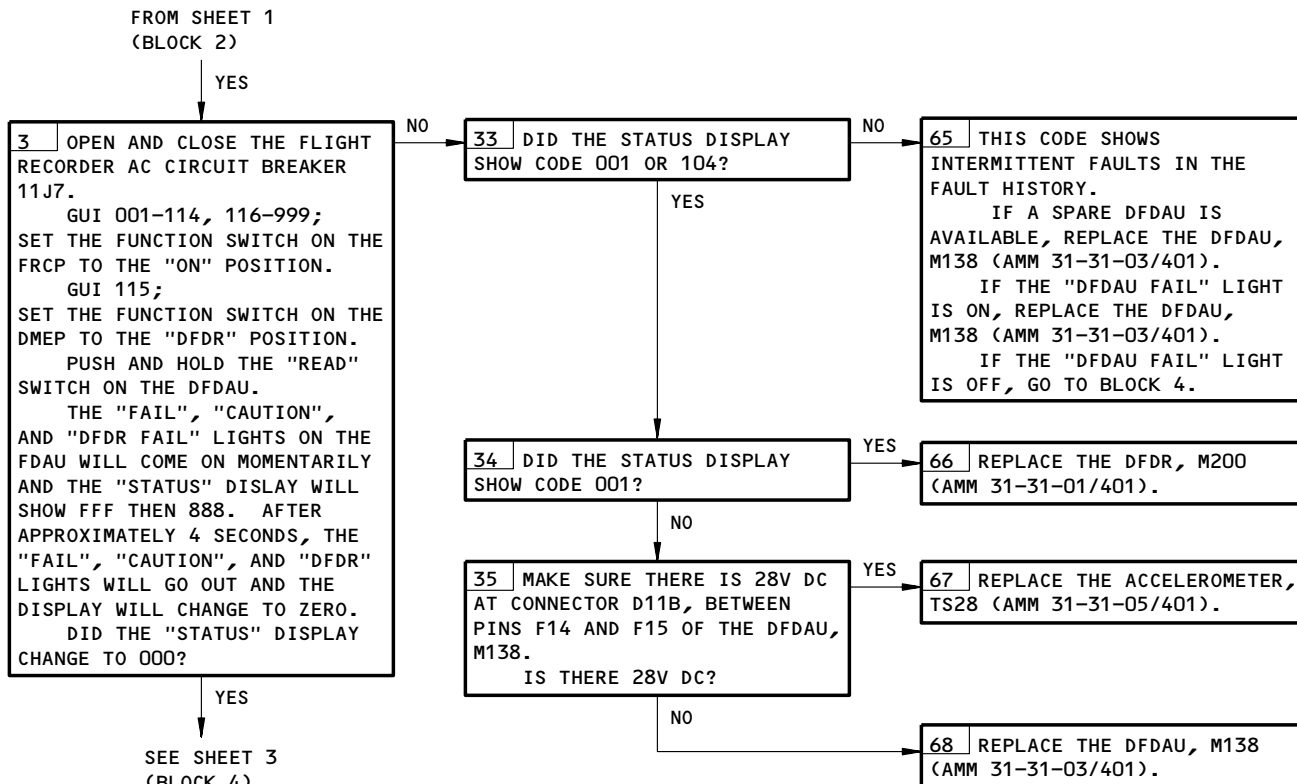 FROM SHEET 1
(BLOCK 2)
YES
3 OPEN AND CLOSE THE FLIGHT
RECORDER AC CIRCUIT BREAKER
11J7.
GUI 001-114, 116-999;
SET THE FUNCTION SWITCH ON THE
FRCP TO THE "ON" POSITION.
GUI 115;
SET THE FUNCTION SWITCH ON THE
DMEP TO THE "DFDR" POSITION.
PUSH AND HOLD THE "READ"
SWITCH ON THE DFDAU.
THE "FAIL", "CAUTION",
AND "DFDR FAIL" LIGHTS ON THE
FDAU WILL COME ON MOMENTARILY
AND THE "STATUS" DISLAY WILL
SHOW FFF THEN 888. AFTER
APPROXIMATELY 4 SECONDS, THE
"FAIL", "CAUTION", AND "DFDR"
LIGHTS WILL GO OUT AND THE
DISPLAY WILL CHANGE TO ZERO.
DID THE "STATUS" DISPLAY
CHANGE TO 000?
YES
SEE SHEET 3
(BLOCK 4)
NO
33 DID THE STATUS DISPLAY
SHOW CODE 001 OR 104?
YES
NO
65 THIS CODE SHOWS
INTERMITTENT FAULTS IN THE
FAULT HISTORY.
IF A SPARE DFDAU IS
AVAILABLE, REPLACE THE DFDAU,
M138 (AMM 31-31-03/401).
IF THE "DFDAU FAIL" LIGHT
IS ON, REPLACE THE DFDAU,
M138 (AMM 31-31-03/401).
IF THE "DFDAU FAIL" LIGHT
IS OFF, GO TO BLOCK 4.
34 DID THE STATUS DISPLAY
SHOW CODE 001?
YES
66 REPLACE THE DFDR, M200
(AMM 31-31-01/401).
NO
35 MAKE SURE THERE IS 28V DC
AT CONNECTOR D11B, BETWEEN
PINS F14 AND F15 OF THE DFDAU,
M138.
IS THERE 28V DC?
YES
67 REPLACE THE ACCELEROMETER,
TS28 (AMM 31-31-05/401).
NO
68 REPLACE THE DFDAU, M138
(AMM 31-31-03/401).